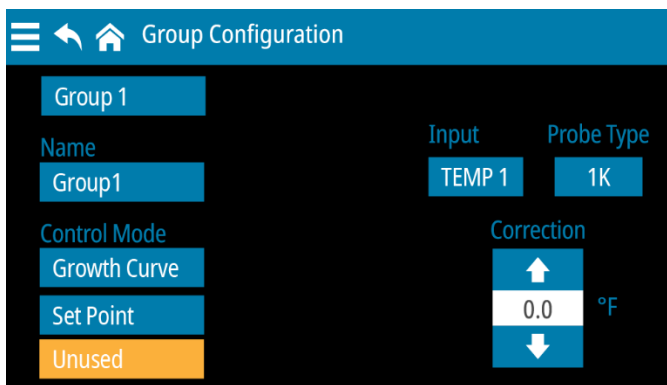 Group Configuration
Group 1
Name
Group1
Control Mode
Growth Curve
Set Point
Unused
Input Probe Type
TEMP 1 1K
Correction
0.0 °F